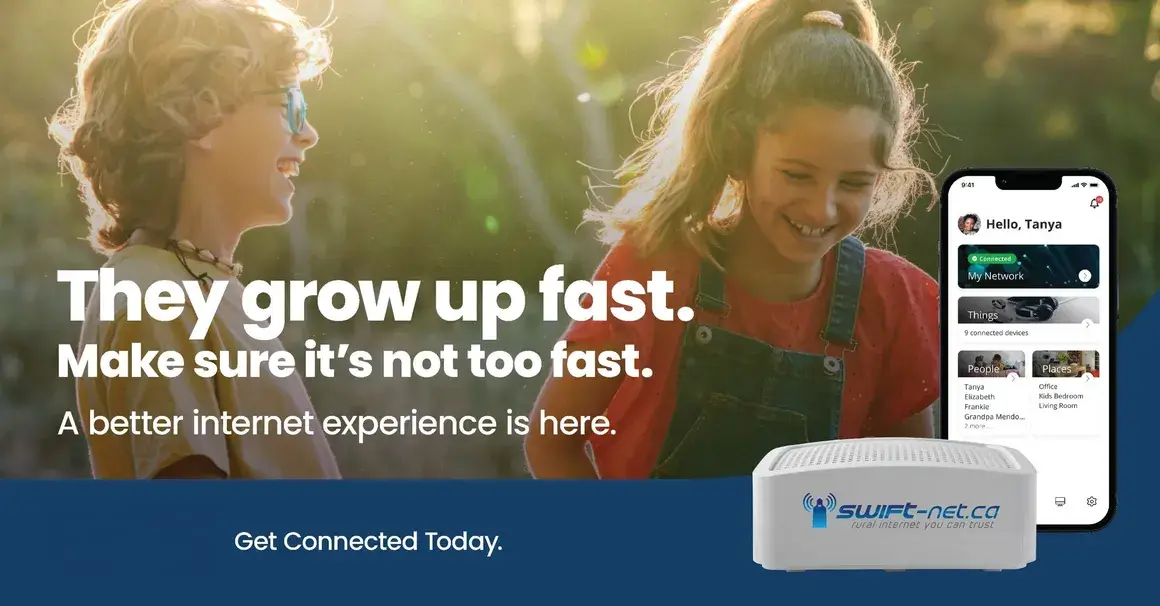 They grow up fast.
Make sure it's not too fast.
A better internet experience is here.
Get Connected Today.
9:41
Hello, Tanya
Connected
My Network
Things
9 connected devices
People
Tanya
Elizabeth
Frankie
Grandpa Mendo...
2 more...
Places
Office
Kids Bedroom
Living Room
swift-net.ca
rural internet you can trust